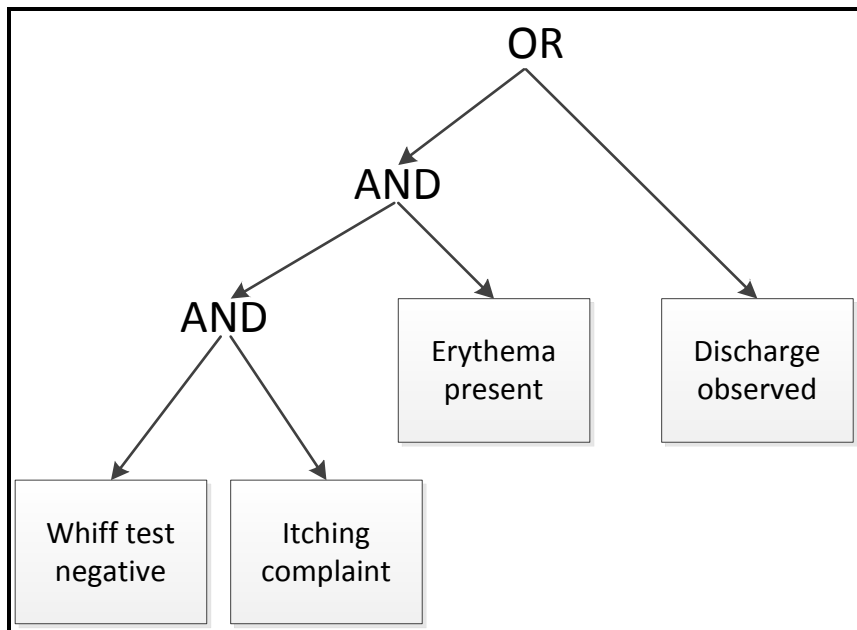 OR
AND
AND
Erythema
present
Discharge
observed
Whiff test
negative
Itching
complaint